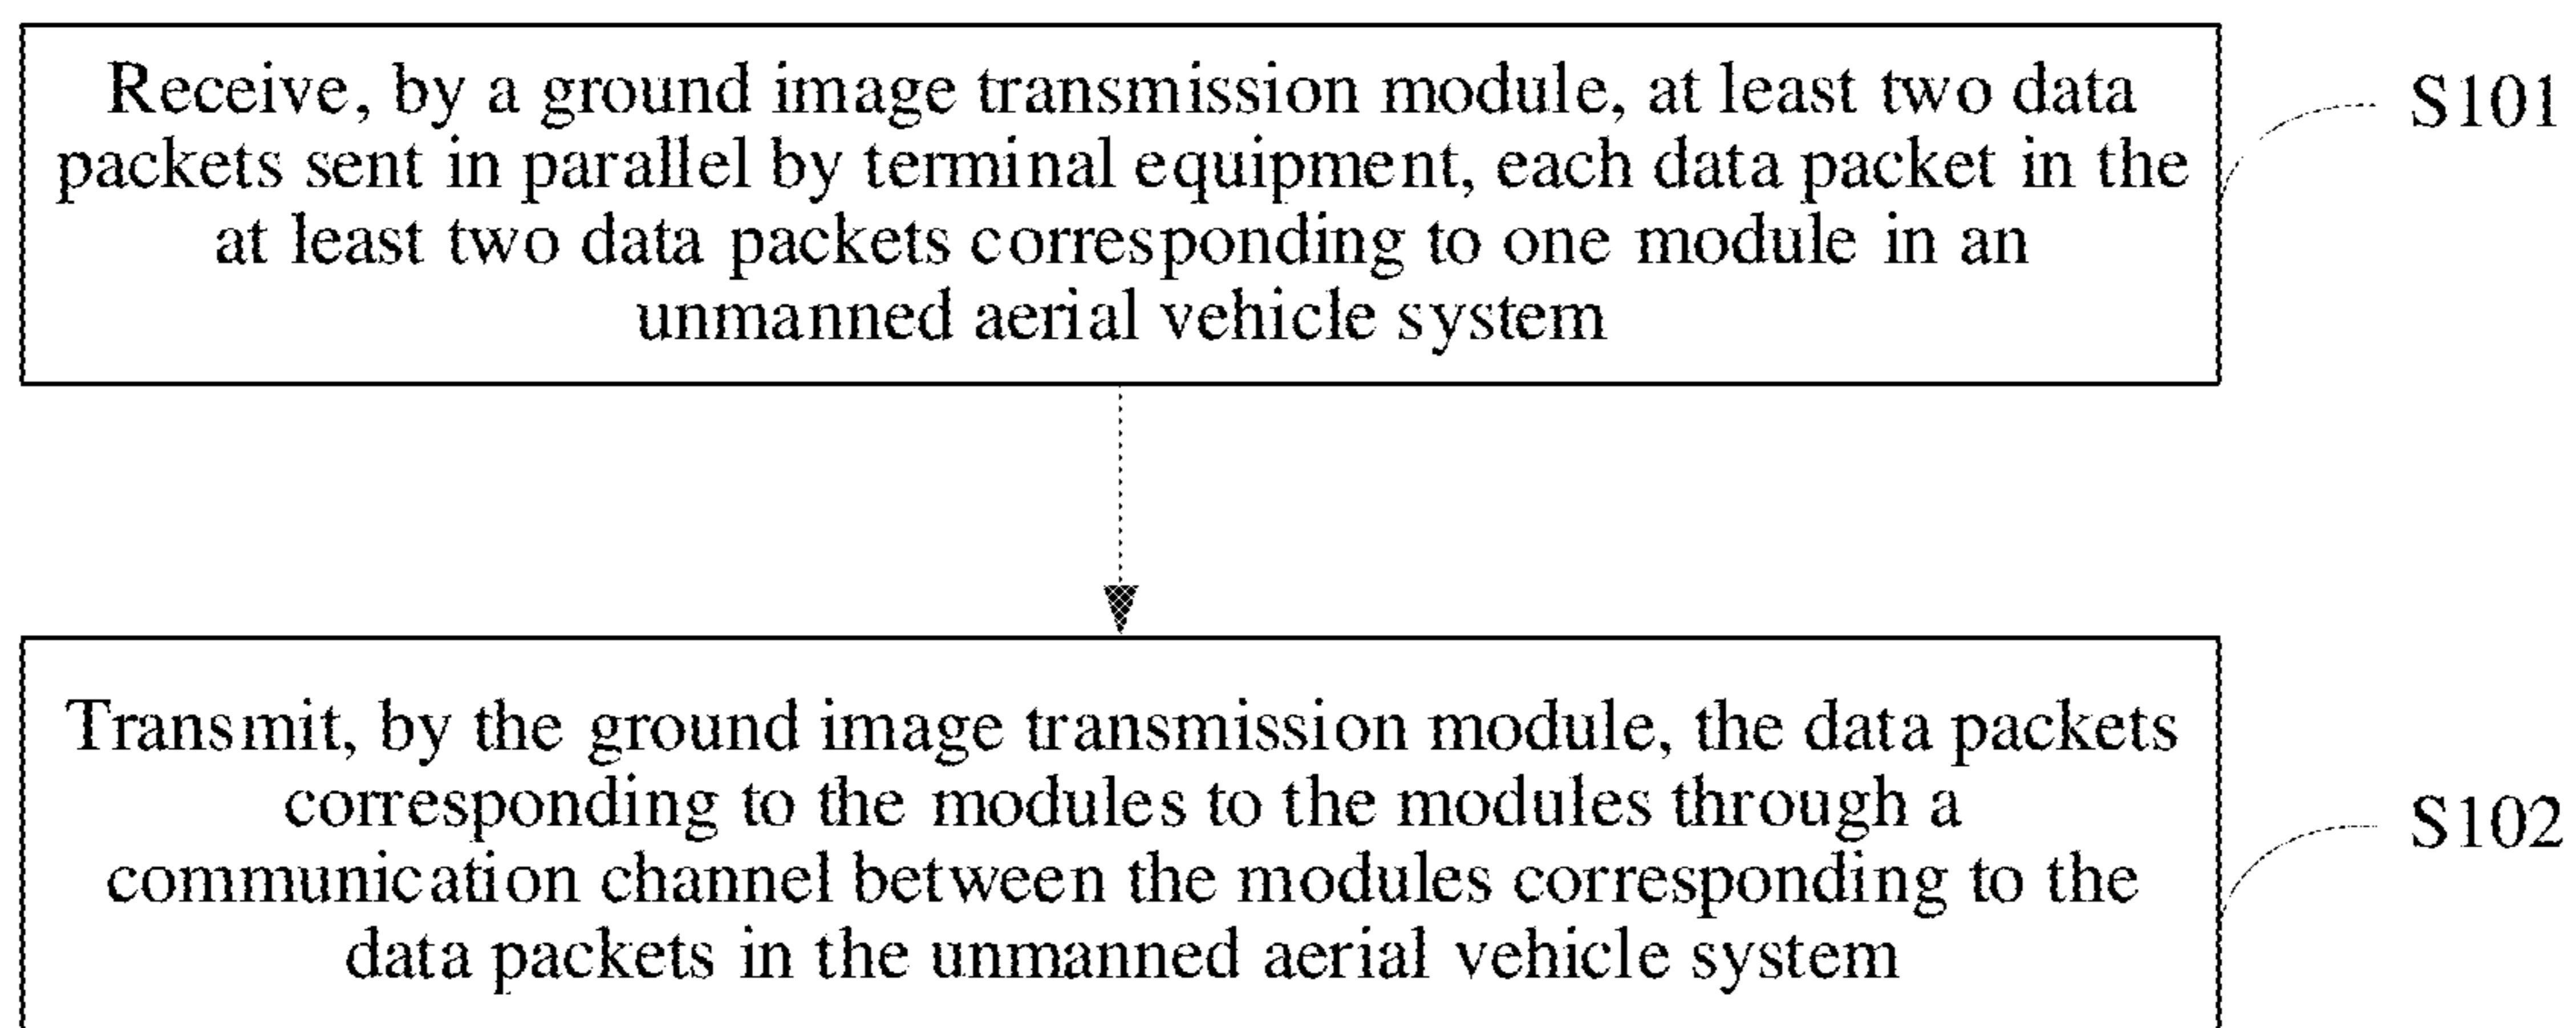 Receive, by a ground image transmission module, at least two data
packets sent in parallel by terminal equipment, each data packet in the
at least two data packets corresponding to one module in an
unmanned aerial vehicle system
S101
Transmit, by the ground image transmission module, the data packets
corresponding to the modules to the modules through a
communication channel between the modules corresponding to the
data packets in the unmanned aerial vehicle system
S102